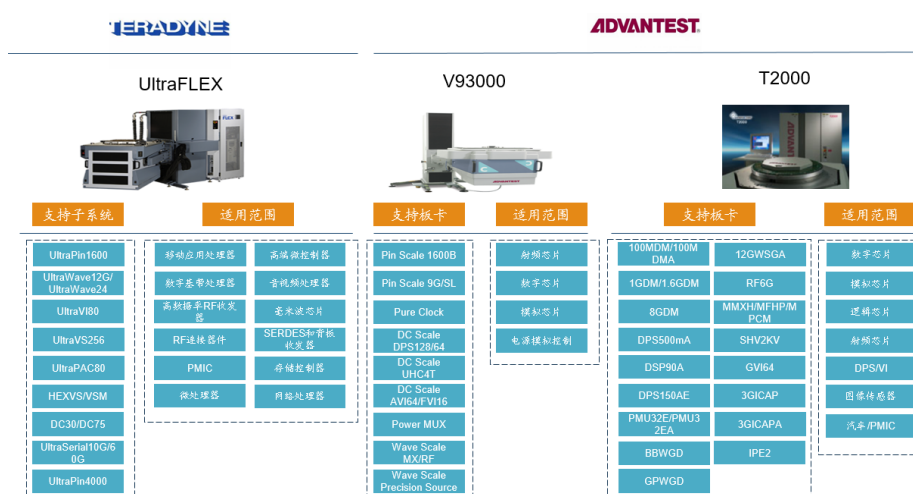 TERADYNE
ADVANTEST
UltraFLEX
V93000
T2000
支持子系统
适用范围
支持板卡
适用范围
支持板卡
适用范围
UltraPin1600
UltraWave12G/
UltraWave24
UltraVI80
UltraVS256
UltraPAC80
HEXVS/VSM
DC30/DC75
UltraSerial10G/6
0G
UltraPin4000
移动应用处理器
数字基带处理器
高数据率RF收发
器
RF连接器件
PMIC
微处理器
高端微控制器
音视频处理器
毫米波芯片
SERDES和背板
收发器
存储控制器
网络处理器
Pin Scale 1600B
Pin Scale 9G/SL
Pure Clock
DC Scale
DPS128/64
DC Scale
UHC4T
DC Scale
AVI64/FVI16
Power MUX
Wave Scale
MX/RF
Wave Scale
Precision Source
射频芯片
数字芯片
模拟芯片
电源模拟控制
100MDM/100M
DMA
1GDM/1.6GDM
8GDM
DPS500mA
DSP90A
DPS150AE
PMU32E/PMU3
2EA
BBWGD
GPWGD
12GWSGA
RF6G
MMXH/MFHP/M
PCM
SHV2KV
GVI64
3GICAP
3GICAPA
IPE2
数字芯片
模拟芯片
逻辑芯片
射频芯片
DPS/VI
图像传感器
汽车/PMIC